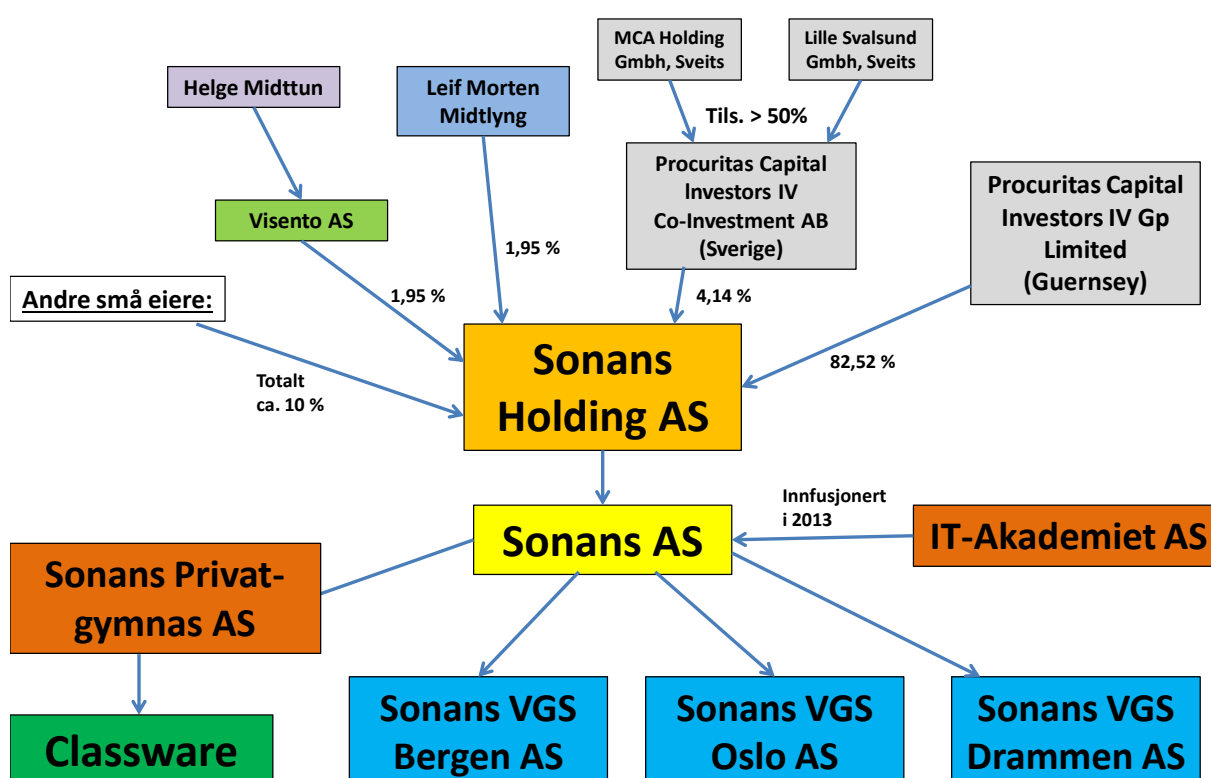 MCA Holding
Gmbh, Sveits
Lille Svalsund
Gmbh, Sveits
Helge Midttun
Leif Morten
Midtlyng
Tils. > 50%
Procuritas Capital
Investors IV
Co-Investment AB
(Sverige)
Procuritas Capital
Investors IV Gp
Limited
(Guernsey)
Visento AS
1,95 %
Andre små eiere:
1,95 %
4,14 %
82,52 %
Totalt
ca. 10 %
Sonans
Holding AS
Innfusjonert
i 2013
Sonans AS
IT-Akademiet AS
Sonans Privat-
gymnas AS
Classware
Sonans VGS
Bergen AS
Sonans VGS
Oslo AS
Sonans VGS
Drammen AS